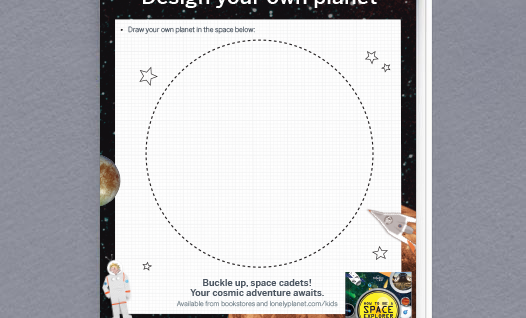 Design your own planet
• Draw your own planet in the space below:
Buckle up, space cadets!
Your cosmic adventure awaits.
Available from bookstores and lonelyplanet.com/kids
HOW TO BE A
SPACE
EXPLORER